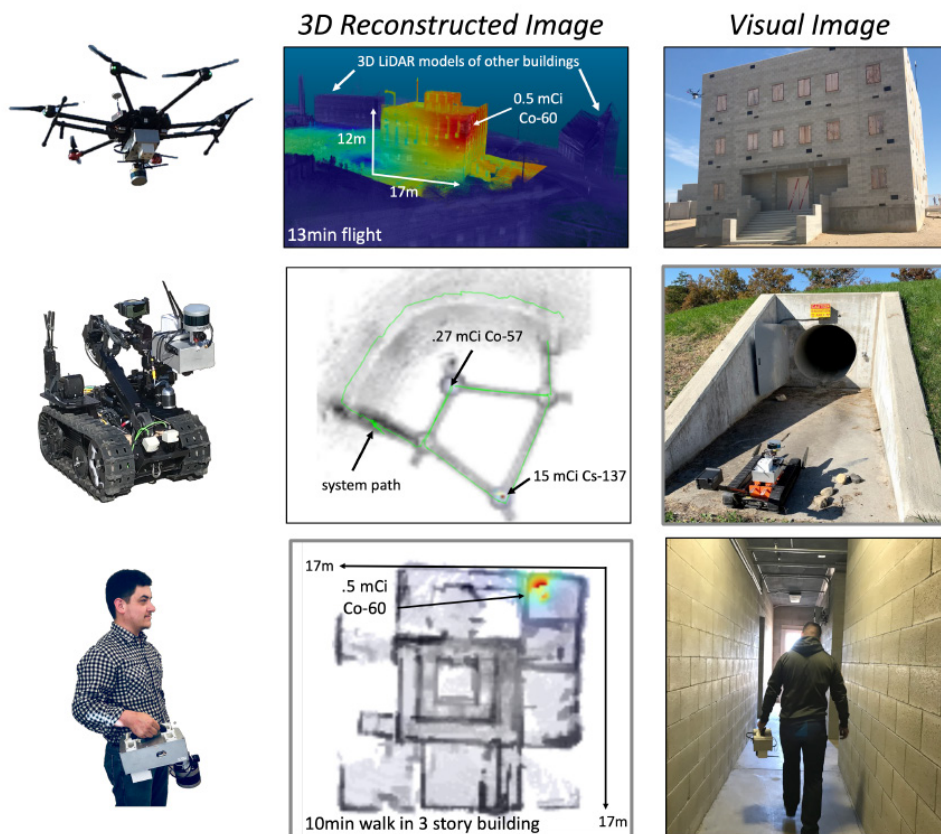 3D Reconstructed Image
Visual Image
3D LiDAR models of other buildings
0.5 mCi
Co-60
12m
17m
13min flight
.27 mCi Co-57
system path
15 mCi Cs-137
17m
.5 mCi
Co-60
10min walk in 3 story building
17m